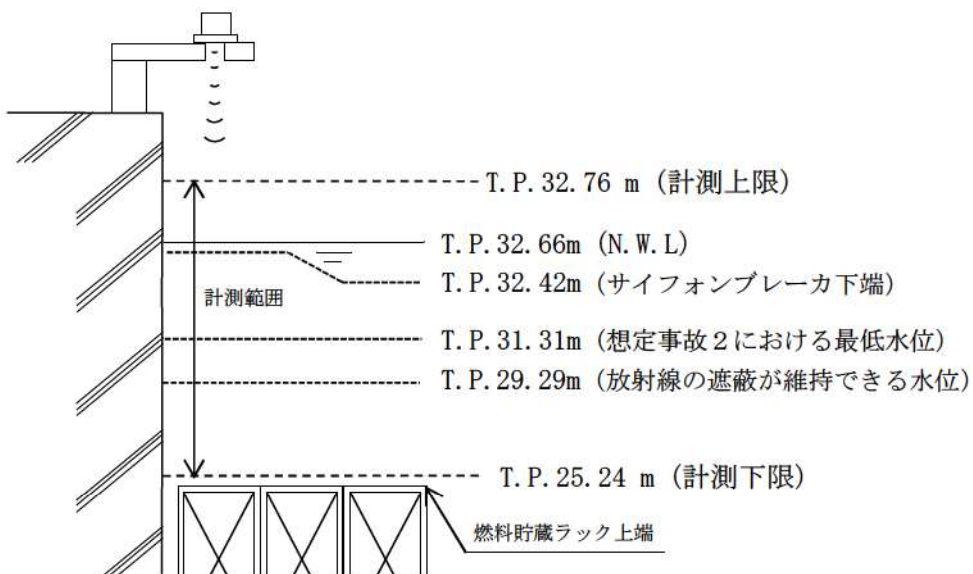 T.P.32.76 m (計測上限)
T.P.32.66m (N.W.L)
T.P.32.42m (サイフォンブレーカ下端)
計測範囲
T.P.31.31m (想定事故2における最低水位)
T.P.29.29m (放射線の遮蔽が維持できる水位)
T.P.25.24 m (計測下限)
燃料貯蔵ラック上端